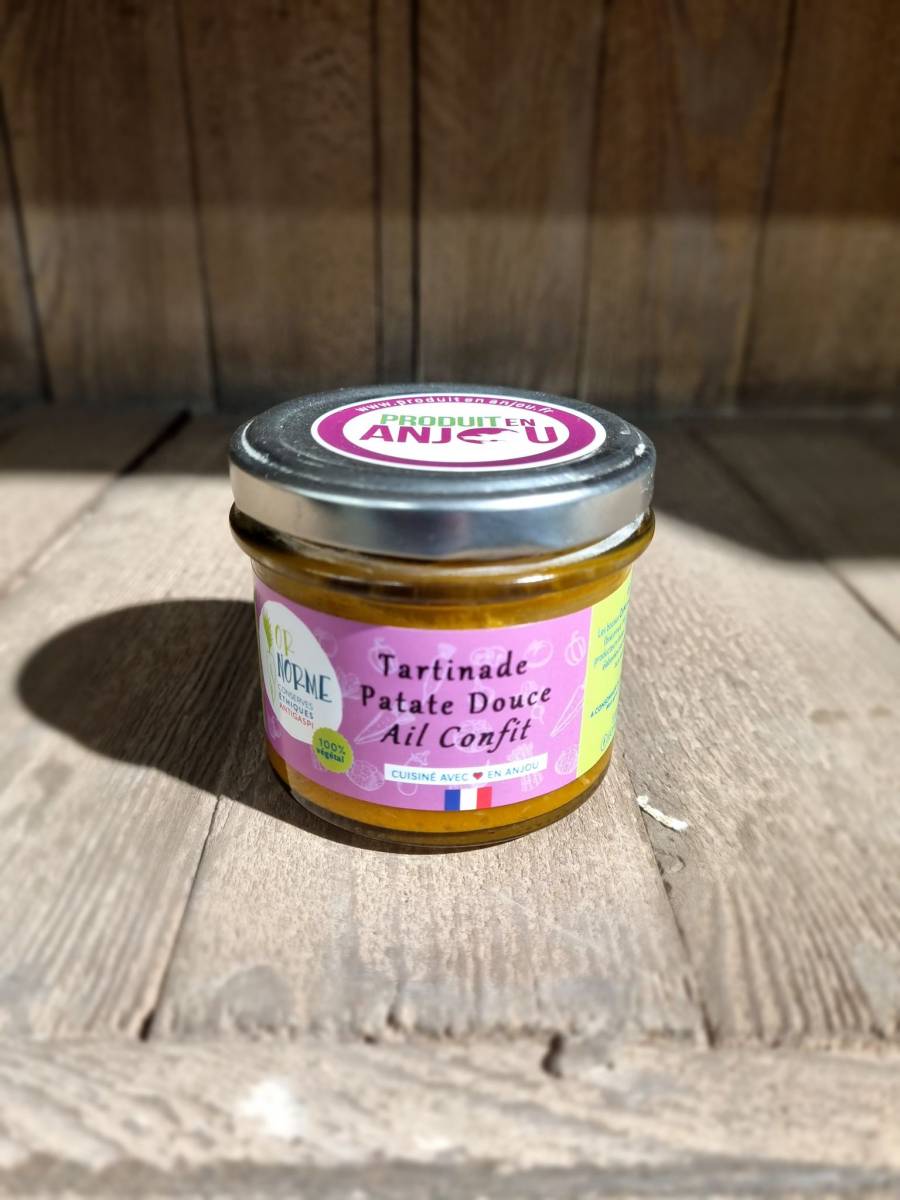 www.produitenanjou.fr
PRODUIT EN
ANJOU
OR
NORME
CONSERVES
ÉTHIQUES
ANTIGASPI
100%
végétal
Tartinade
Patate Douce
Ail Confit
CUISINÉ AVEC ❤ EN ANJOU